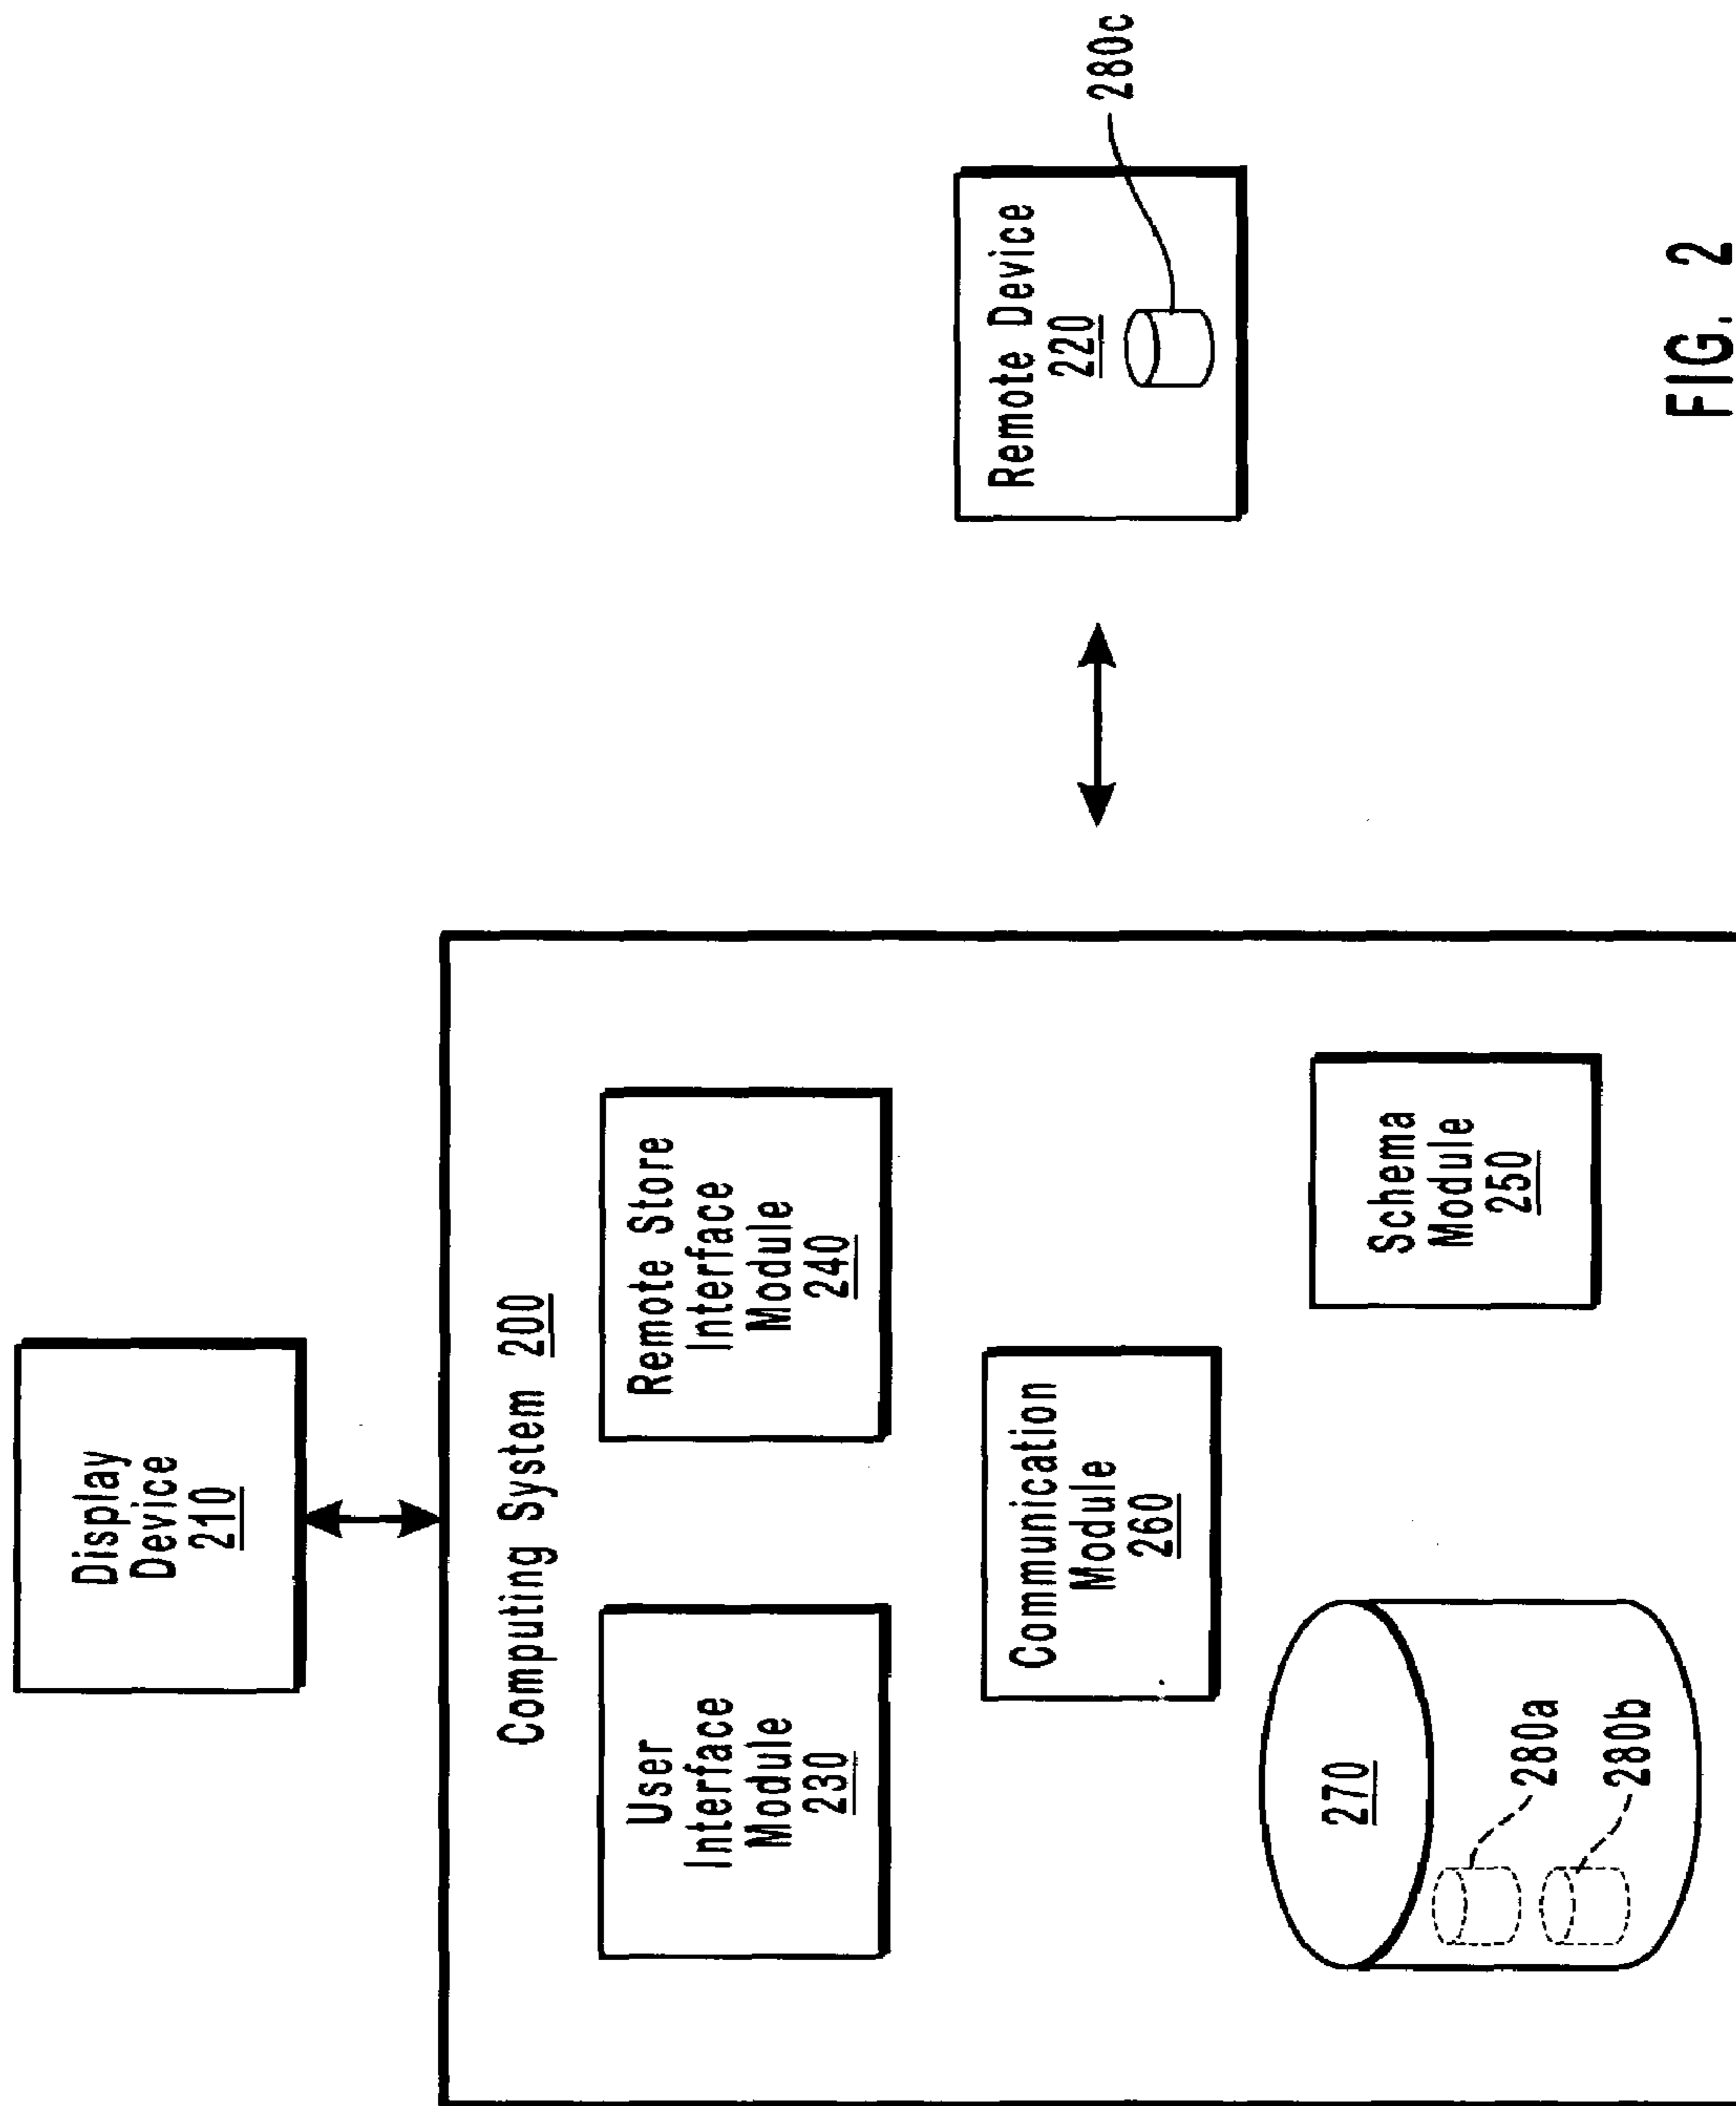 Display
Device
210
Computing System 200
User
Interface
Module
230
Remote Store
Interface
Module
240
Communication
Module
260
270
280a
280b
Schema
Module
250
Remote Device
220
280c
FIG. 2